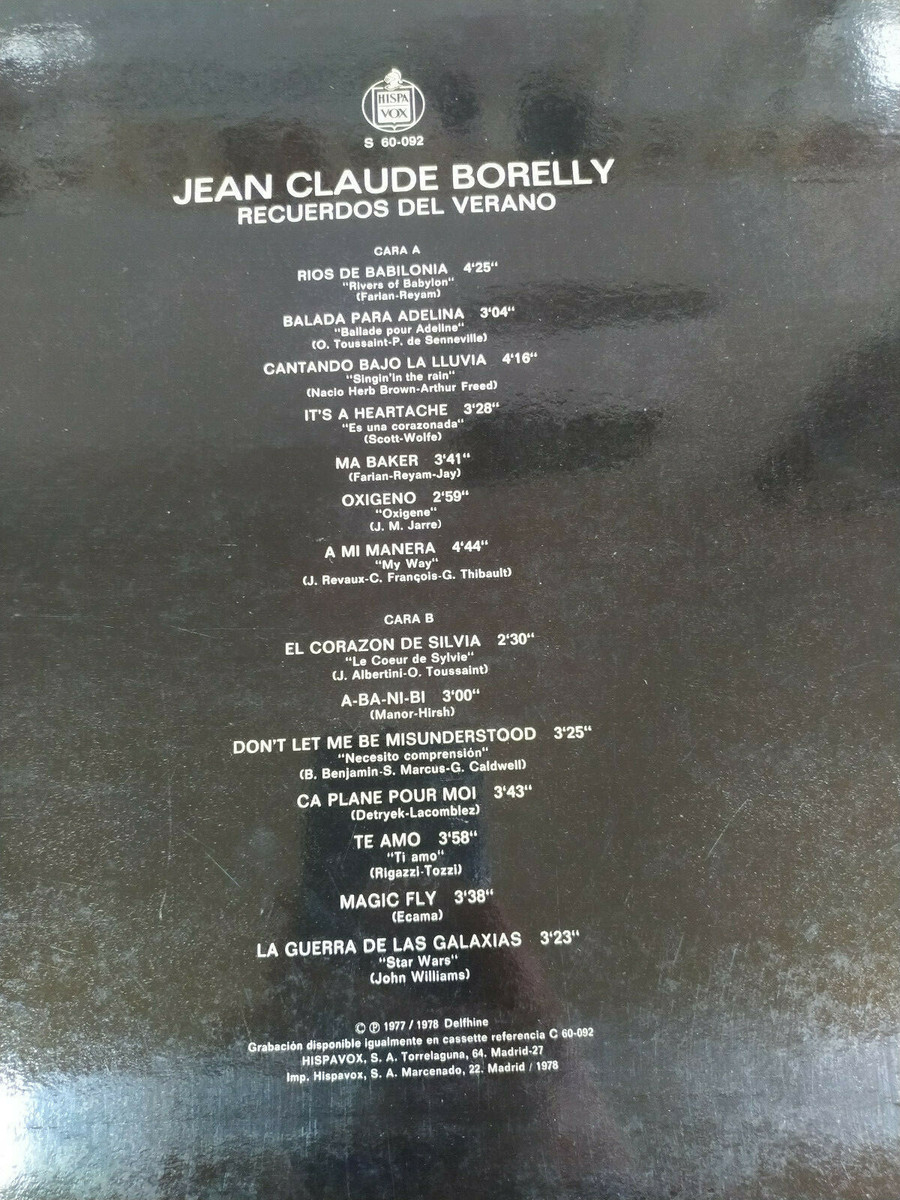 HISPA
VOX
S 60-092
JEAN CLAUDE BORELLY
RECUERDOS DEL VERANO
CARA A
RIOS DE BABILONIA 4'25"
"Rivers of Babylon"
(Farian-Reyam)
BALADA PARA ADELINA 3'04"
"Ballade pour Adeline"
(O. Toussaint-P. de Senneville)
CANTANDO BAJO LA LLUVIA 4'16"
"Singin'in the rain"
(Nacio Herb Brown-Arthur Freed)
IT'S A HEARTACHE 3'28"
"Es una corazonada"
(Scott-Wolfe)
MA BAKER 3'41"
(Farian-Reyam-Jay)
OXIGENO 2'59"
"Oxigene"
(J. M. Jarre)
A MI MANERA 4'44"
"My Way"
(J. Revaux-C. François-G. Thibault)
CARA B
EL CORAZON DE SILVIA 2'30"
"Le Coeur de Sylvie"
(J. Albertini-O. Toussaint)
A-BA-NI-BI 3'00"
(Manor-Hirsh)
DON'T LET ME BE MISUNDERSTOOD 3'25"
"Necesito comprensión"
(B. Benjamin-S. Marcus-G. Caldwell)
CA PLANE POUR MOI 3'43"
(Detryek-Lacomblez)
TE AMO 3'58"
"Ti amo"
(Rigazzi-Tozzi)
MAGIC FLY 3'38"
(Ecama)
LA GUERRA DE LAS GALAXIAS 3'23"
"Star Wars"
(John Williams)
© ℗ 1977 / 1978 Delfhine
Grabación disponible igualmente en cassette referencia C 60-092
HISPAVOX, S. A. Torrelaguna, 64. Madrid-27
Imp. Hispavox, S. A. Marcenado, 22. Madrid / 1978